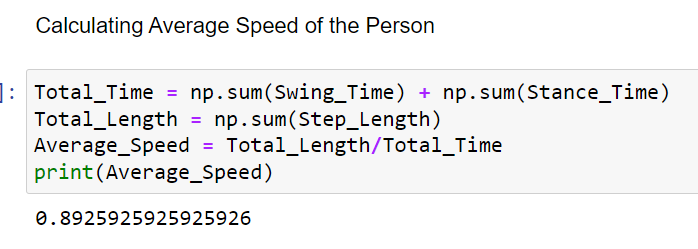 Calculating Average Speed of the Person
]: Total_Time = np.sum(Swing_Time) + np.sum(Stance_Time)
Total_Length = np.sum(Step_Length)
Average_Speed = Total_Length/Total_Time
print(Average_Speed)
0.8925925925925926